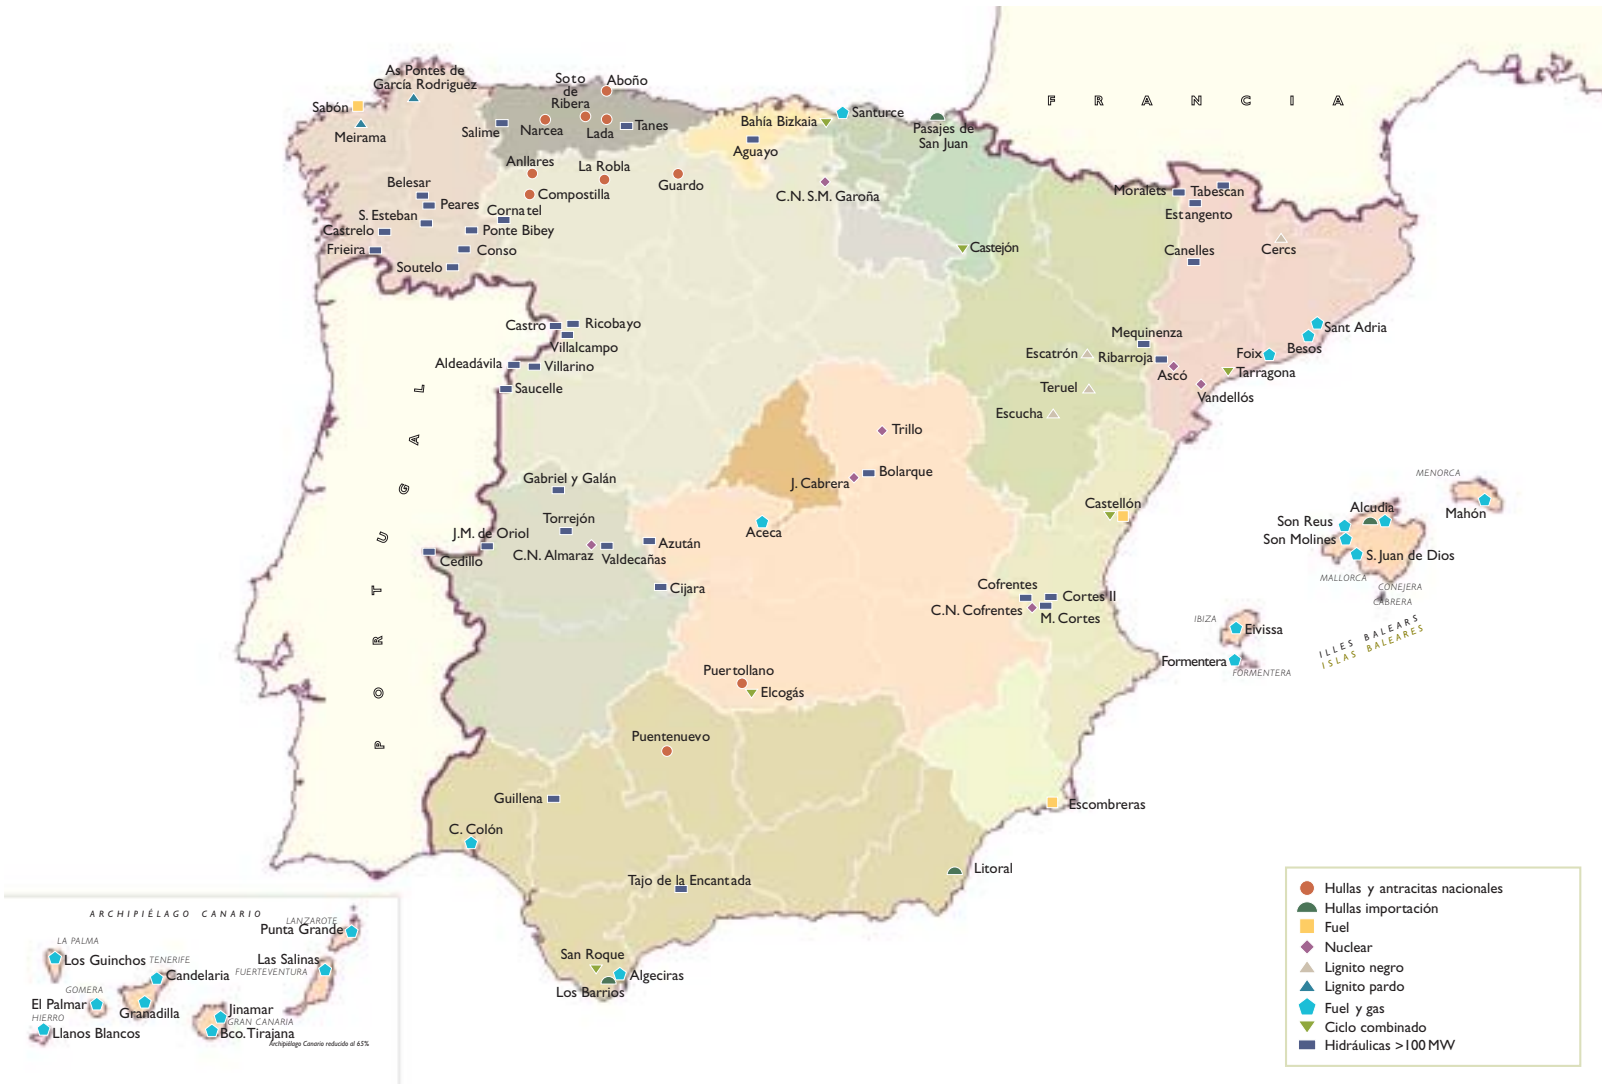 F R A N C I A
As Pontes de
García Rodriguez
Sabón
Meirama
Soto
de
Ribera
Aboño
Salime
Narcea
Lada
Tanes
Bahía Bizkaia
Santurce
Pasajes de
San Juan
Aguayo
Anllares
La Robla
Guardo
Compostilla
C.N. S.M. Garoña
Belesar
Peares
S. Esteban
Cornatel
Castrelo
Ponte Bibey
Frieira
Conso
Soutelo
Castejón
Moralets
Tabescan
Estangento
Canelles
Cercs
Castro
Ricobayo
Villalcampo
Aldeadávila
Villarino
Saucelle
Mequinenza
Escatrón
Ribarroja
Ascó
Teruel
Escucha
Vandellós
Foix
Tarragona
Besos
Sant Adria
P O R T U G A L
Trillo
J. Cabrera
Bolarque
Gabriel y Galán
Torrejón
J.M. de Oriol
C.N. Almaraz
Valdecañas
Cedillo
Azután
Cijara
Aceca
Castellón
Cofrentes
Cortes II
C.N. Cofrentes
M. Cortes
MENORCA
Mahón
Alcudia
Son Reus
Son Molines
S. Juan de Dios
MALLORCA
CONEJERA
CABRERA
IBIZA
Eivissa
Formentera
FORMENTERA
ILLES BALEARS
ISLAS BALEARES
Puertollano
Elcogás
Puentenuevo
Guillena
C. Colón
Escombreras
Litoral
Tajo de la Encantada
San Roque
Algeciras
Los Barrios
ARCHIPIÉLAGO CANARIO
LANZAROTE
Punta Grande
LA PALMA
Los Guinchos
TENERIFE
Candelaria
Las Salinas
FUERTEVENTURA
GOMERA
El Palmar
Granadilla
Jinamar
HIERRO
GRAN CANARIA
Llanos Blancos
Bco. Tirajana
Archipiélago Canario reducido al 65%
Hullas y antracitas nacionales
Hullas importación
Fuel
Nuclear
Lignito negro
Lignito pardo
Fuel y gas
Ciclo combinado
Hidráulicas >100 MW